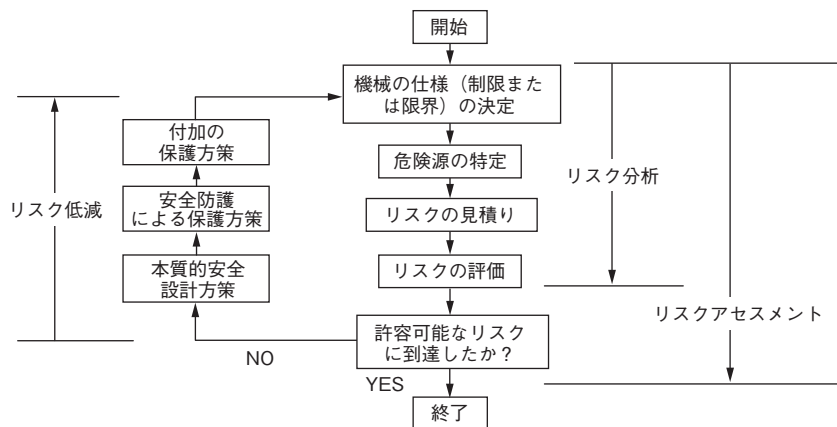 開始
機械の仕様（制限また
は限界）の決定
付加の
保護方策
危険源の特定
リスク分析
安全防護
による保護方策
リスク低減
リスクの見積り
本質的安全
設計方策
リスクの評価
リスクアセスメント
許容可能なリスク
に到達したか？
NO
YES
終了